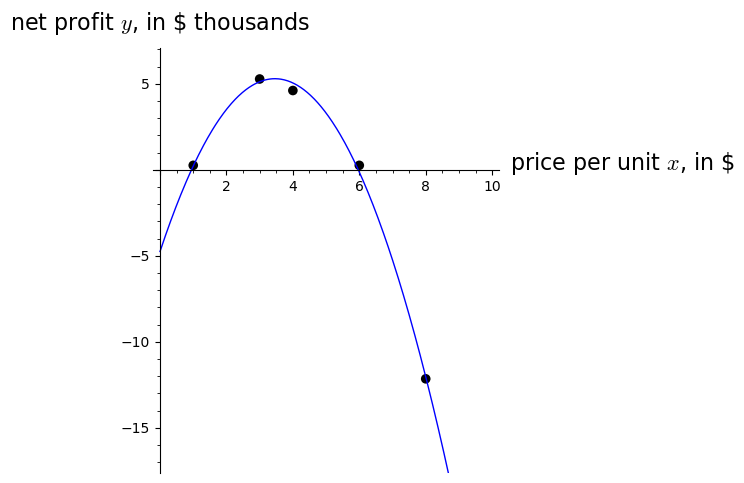 net profit y, in $ thousands
5
price per unit x, in $
2 4 6 8 10
−5
−10
−15